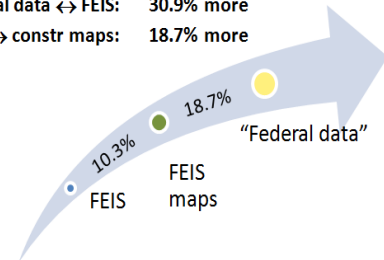 data ↔ FEIS: 30.9% more
constr maps: 18.7% more
18.7%
10.3%
"Federal data"
FEIS
FEIS
maps